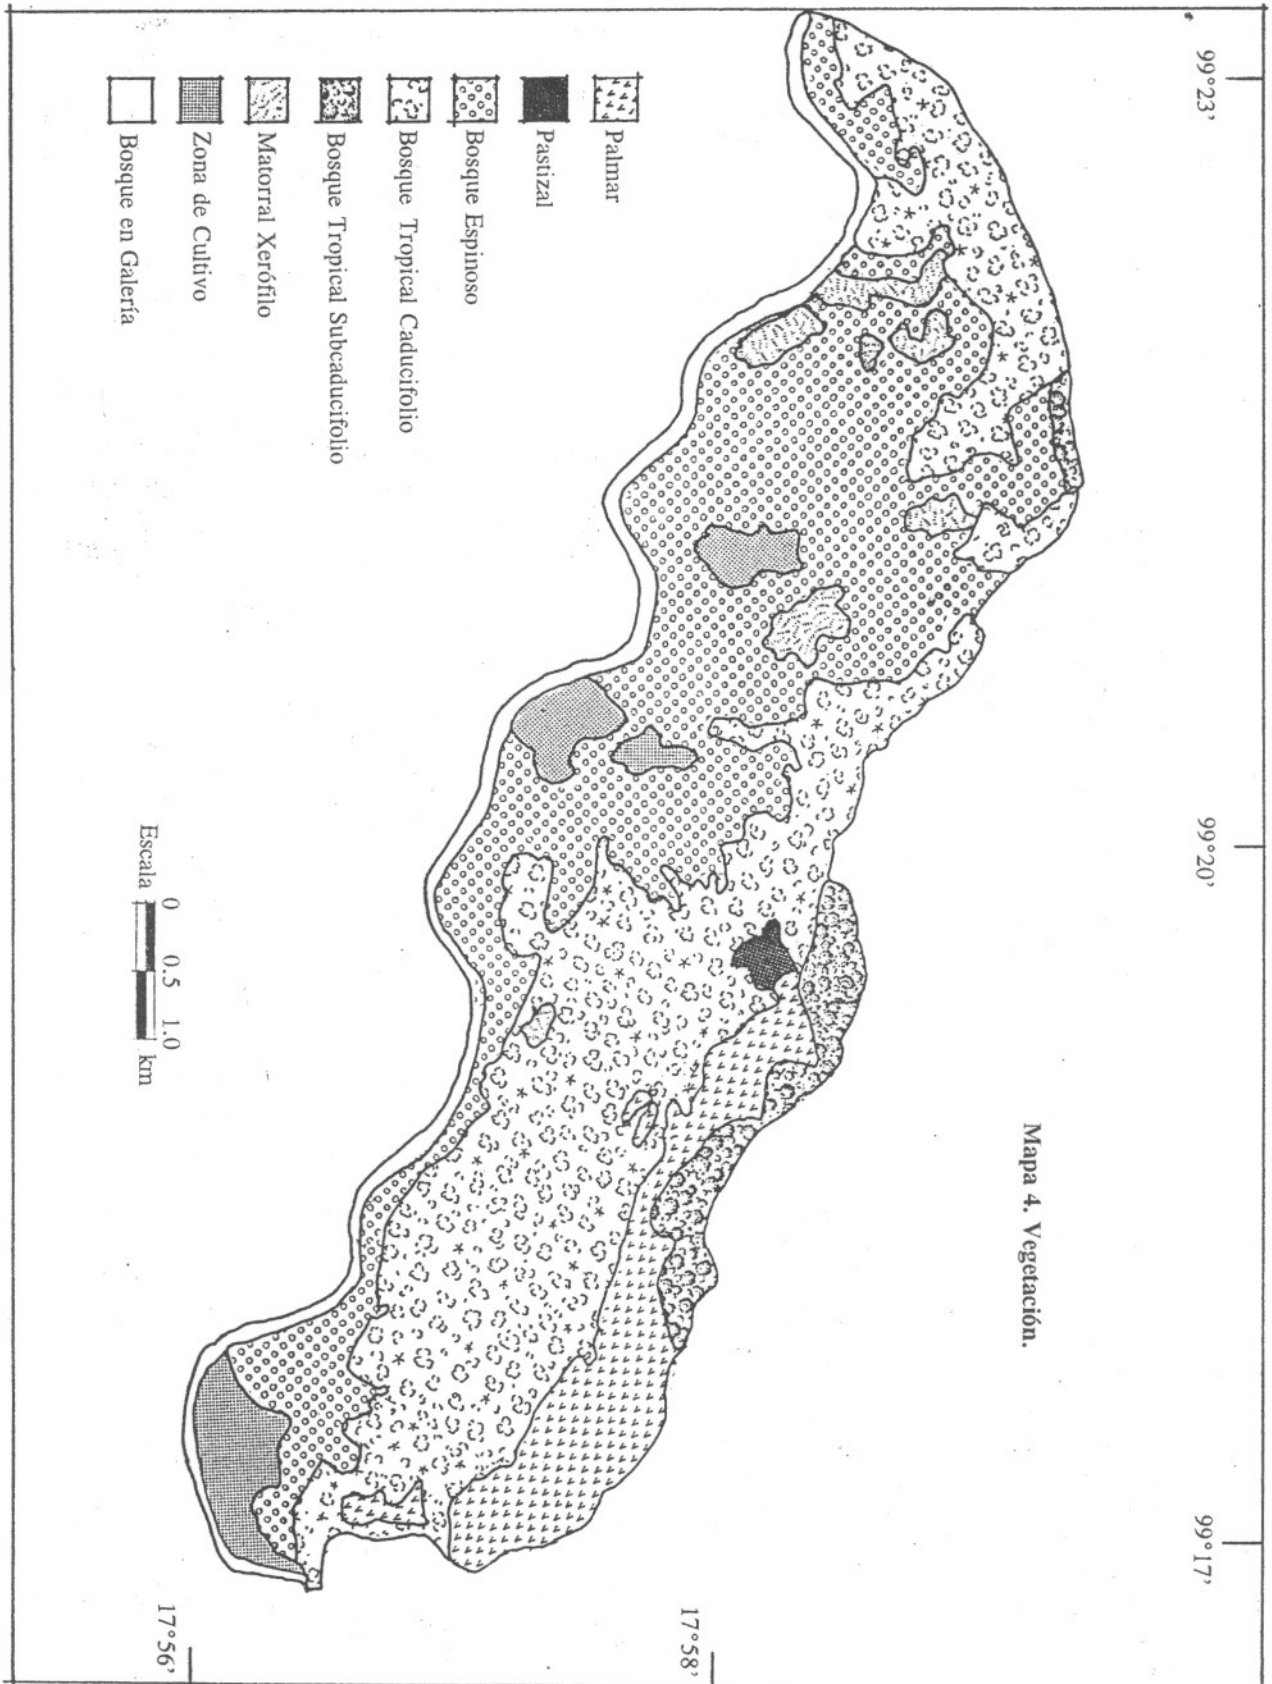 99°23’
99°20’
99°17’
17°58’
17°56’
Mapa 4. Vegetación.
Palmar
Pastizal
Bosque Espinoso
Bosque Tropical Caducifolio
Bosque Tropical Subcaducifolio
Matorral Xerófilo
Zona de Cultivo
Bosque en Galería
Escala 0 0.5 1.0 km